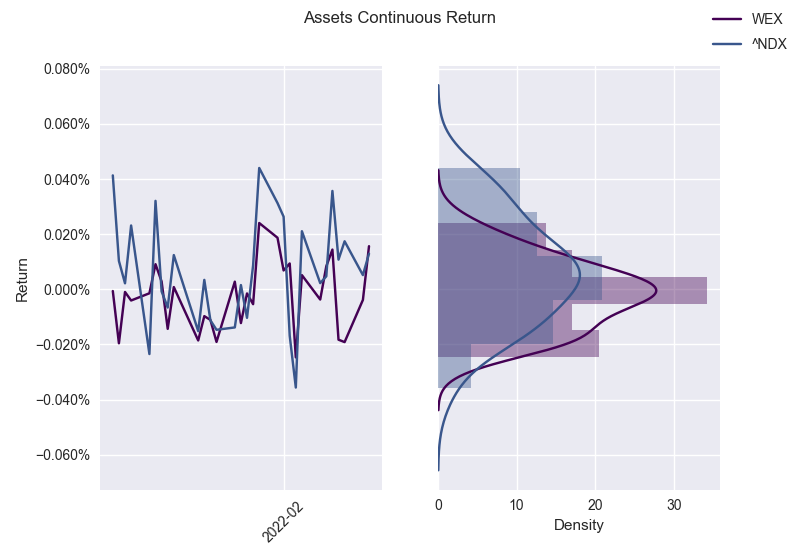 Assets Continuous Return
WEX
^NDX
Return
0.080%
0.060%
0.040%
0.020%
0.000%
−0.020%
−0.040%
−0.060%
2022-02
0
10
20
30
Density